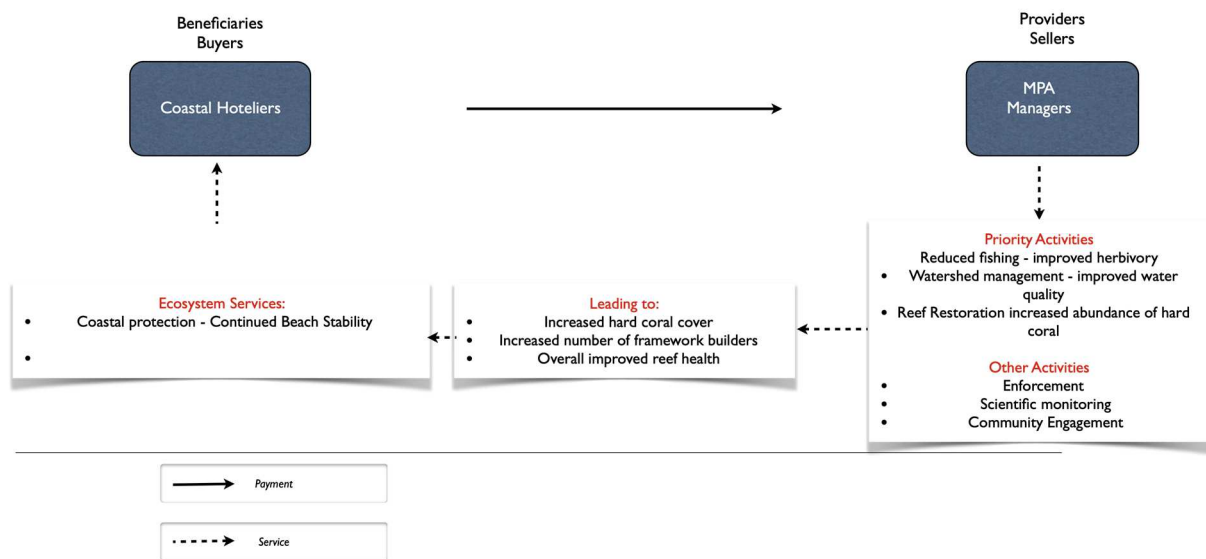 Beneficiaries
Buyers
Providers
Sellers
Coastal Hoteliers
MPA
Managers
Priority Activities
Reduced fishing - improved herbivory
• Watershed management - improved water
quality
• Reef Restoration increased abundance of hard
coral
Other Activities
• Enforcement
• Scientific monitoring
• Community Engagement
Leading to:
• Increased hard coral cover
• Increased number of framework builders
• Overall improved reef health
Ecosystem Services:
• Coastal protection - Continued Beach Stability
•
Payment
Service